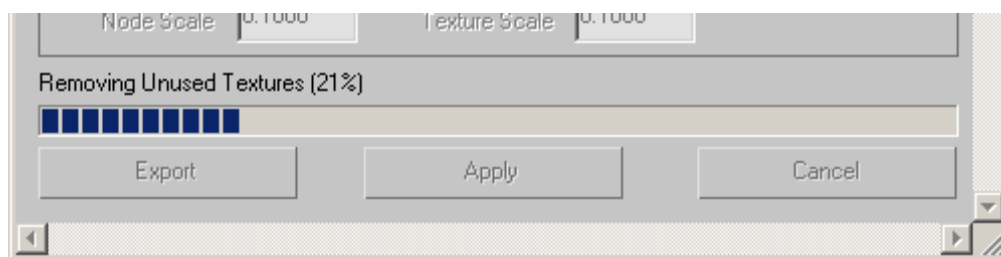 Node Scale 0.1000 Texture Scale 0.1000
Removing Unused Textures (21%)
Export Apply Cancel